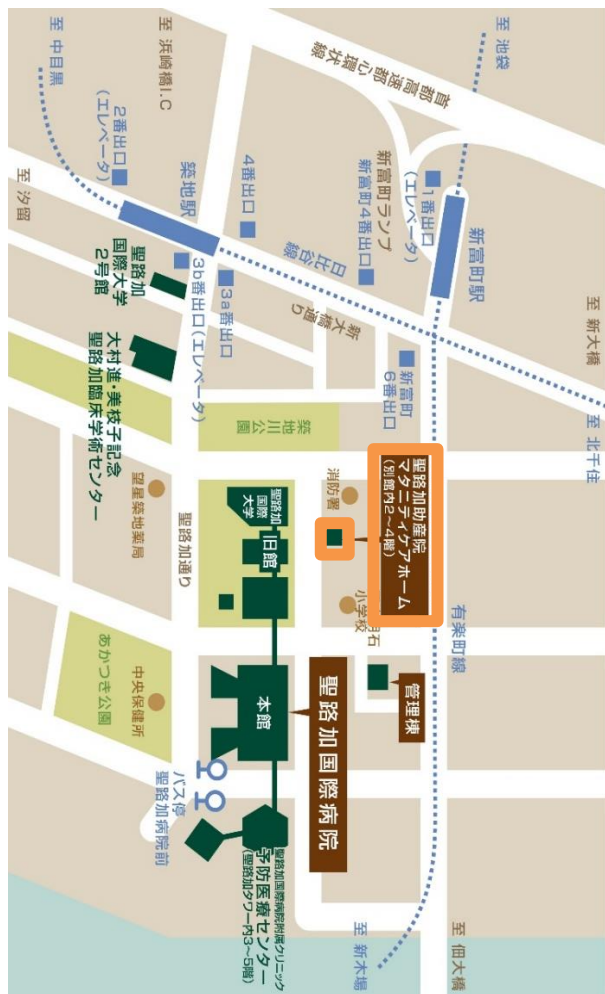 至 新大橋
至 北千住
至 佃大橋
至 新木場
至 池袋
新富町駅
有楽町線
首都高速都心環状線
1番出口
(エレベータ)
新富町ランプ
新富町4番出口
新富町
6番出口
聖路加助産院
マタニティケアホーム
(別館内2〜4階)
消防署
明石
小学校
管理棟
聖路加国際病院
日比谷線
新大橋通り
4番出口
築地川公園
聖路加
国際
大学
旧館
本館
聖路加国際病院附属クリニック
予防医療センター
(聖路加タワー内3〜5階)
至 浜崎橋I.C
築地駅
3a番出口
3b番出口(エレベータ)
聖路加通り
バス停
聖路加病院前
2番出口
(エレベータ)
聖路加
国際大学
2号館
大村進・美枝子記念
聖路加臨床学術センター
望星築地薬局
中央保健所
あかつき公園
至 中目黒
至 汐留